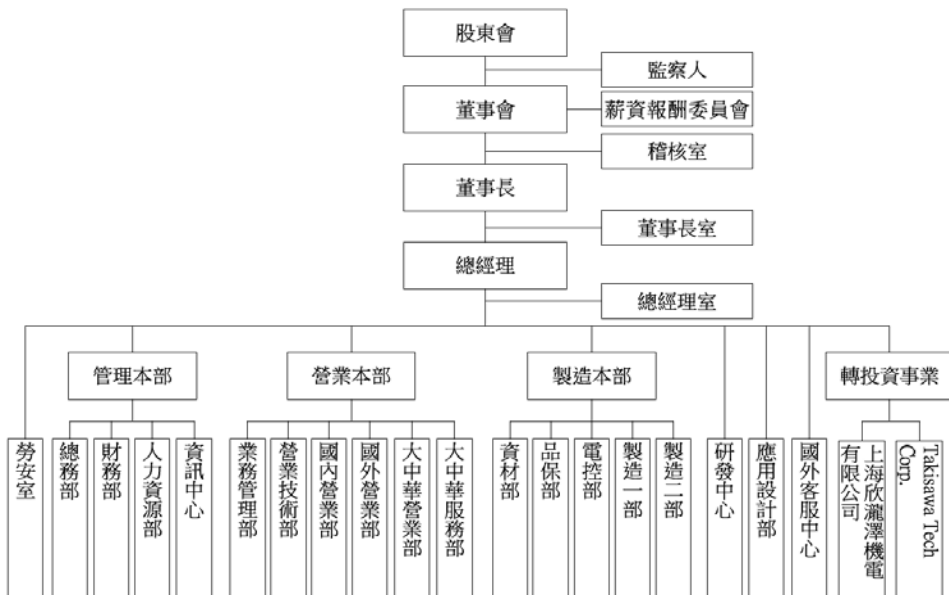 股東會
監察人
董事會
薪資報酬委員會
稽核室
董事長
董事長室
總經理
總經理室
管理本部
營業本部
製造本部
轉投資事業
勞安室
總務部
財務部
人力資源部
資訊中心
業務管理部
營業技術部
國內營業部
國外營業部
大中華營業部
大中華服務部
資材部
品保部
電控部
製造一部
製造二部
研發中心
應用設計部
國外客服中心
上海欣瀧澤機電
有限公司
Takisawa Tech
Corp.